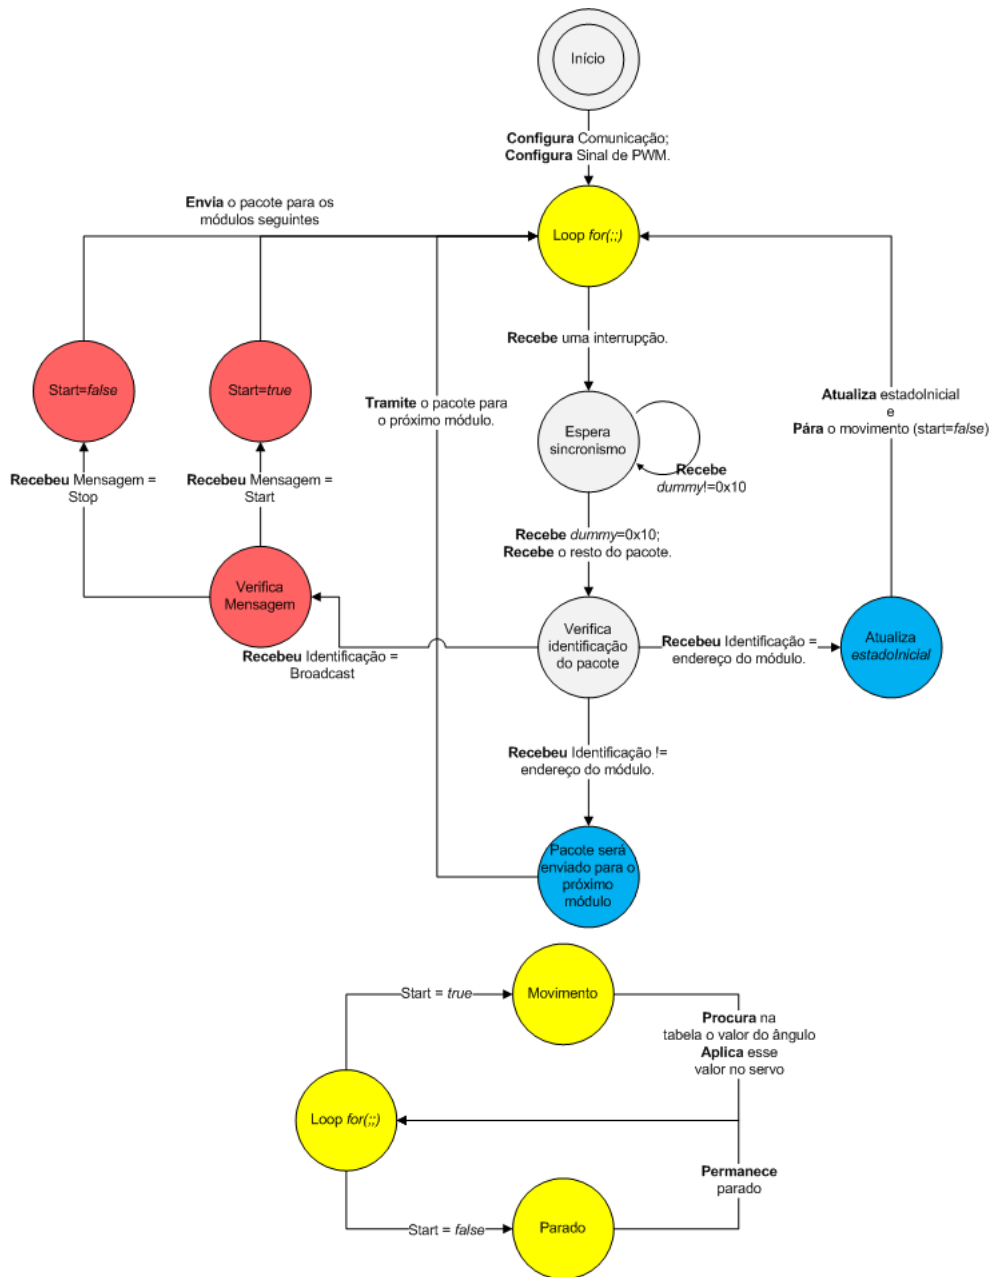 Início
Configura Comunicação;
Configura Sinal de PWM.
Envia o pacote para os
módulos seguintes
Loop for(;;)
Recebe uma interrupção.
Start=false
Start=true
Tramite o pacote para
o próximo módulo.
Atualiza estadoInicial
e
Pára o movimento (start=false)
Espera
sincronismo
Recebe
dummy!=0x10
Recebeu Mensagem =
Stop
Recebeu Mensagem =
Start
Recebe dummy=0x10;
Recebe o resto do pacote.
Verifica
Mensagem
Verifica
identificação
do pacote
Recebeu Identificação =
endereço do módulo.
Atualiza
estadoInicial
Recebeu Identificação =
Broadcast
Recebeu Identificação !=
endereço do módulo.
Pacote será
enviado para o
próximo
módulo
Start = true
Movimento
Procura na
tabela o valor do ângulo
Aplica esse
valor no servo
Loop for(;;)
Permanece
parado
Start = false
Parado